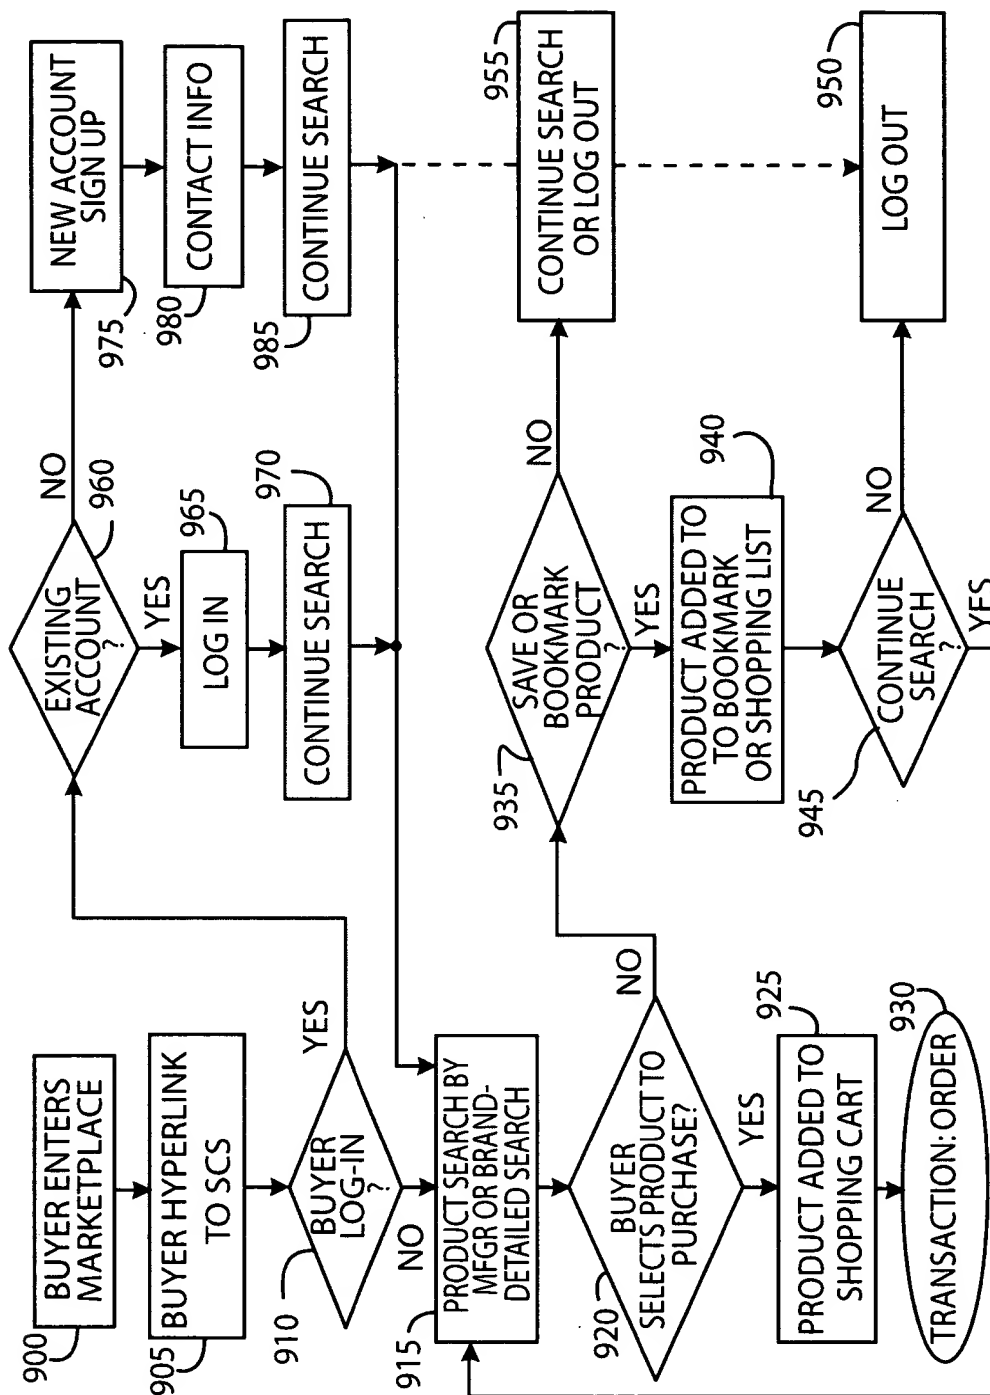 900
BUYER ENTERS
MARKETPLACE
905
BUYER HYPERLINK
TO SCS
910
BUYER
LOG-IN
?
YES
NO
915
PRODUCT SEARCH BY
MFGR OR BRAND-
DETAILED SEARCH
920
BUYER
SELECTS PRODUCT TO
PURCHASE?
NO
YES
925
PRODUCT ADDED TO
SHOPPING CART
930
TRANSACTION: ORDER
EXISTING
ACCOUNT
?
960
NO
YES
965
LOG IN
970
CONTINUE SEARCH
935
SAVE OR
BOOKMARK
PRODUCT
?
NO
YES
940
PRODUCT ADDED TO
TO BOOKMARK
OR SHOPPING LIST
945
CONTINUE
SEARCH
?
NO
YES
975
NEW ACCOUNT
SIGN UP
980
CONTACT INFO
985
CONTINUE SEARCH
955
CONTINUE SEARCH
OR LOG OUT
950
LOG OUT